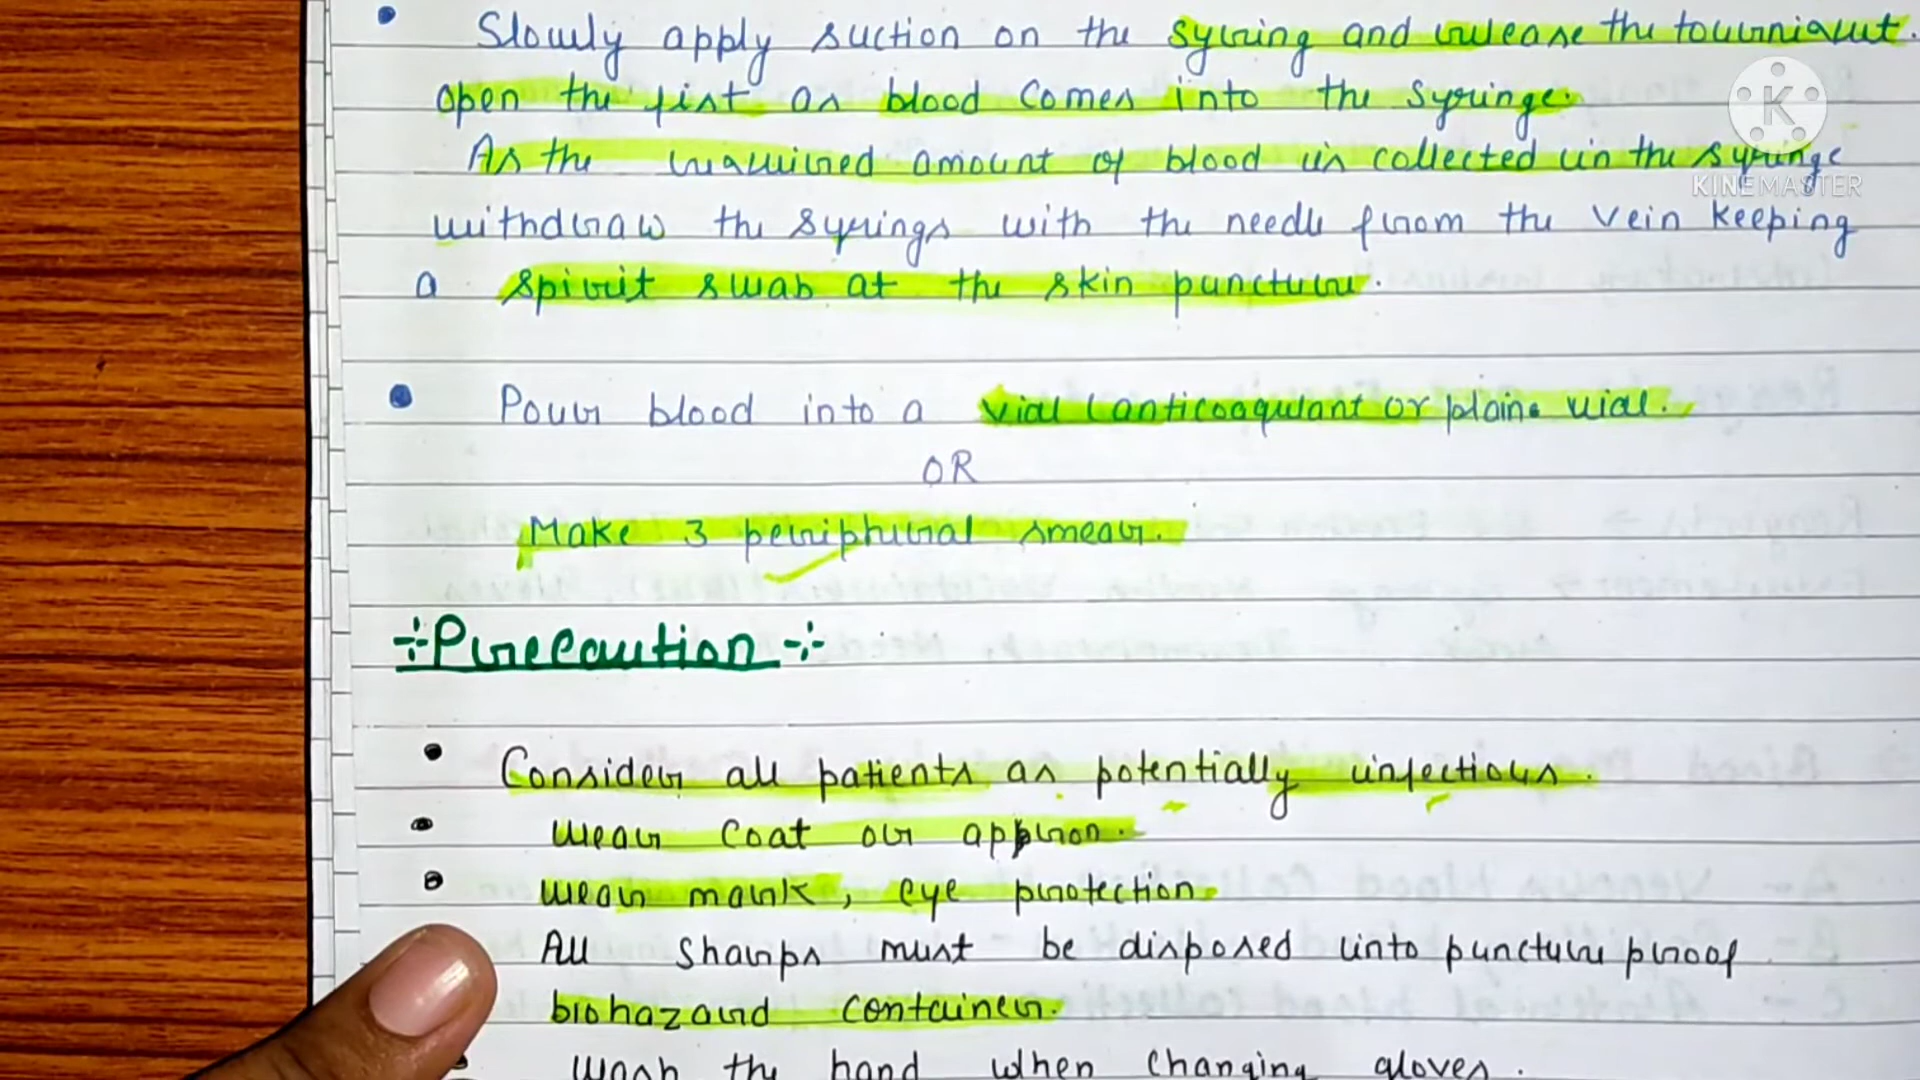 Slowly apply suction on the syring and release the tourniquet.
open the fist as blood comes into the syringe.
As the required amount of blood is collected in the syringe
withdraw the syrings with the needle from the vein keeping
a spirit swab at the skin puncture.
Pour blood into a vial (anticoagulant or plain vial.
OR
Make 3 peripheral smear.
Precaution
Consider all patients as potentially infectious.
wear coat or appron.
wear mask, eye protection
All sharps must be disposed into puncture proof
biohazard container.
Wash the hand when changing gloves.
K
KINEMASTER